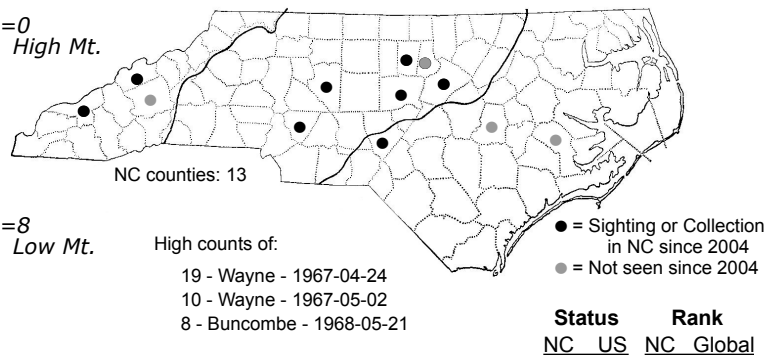 =0
High Mt.
NC counties: 13
=8
Low Mt.
High counts of:
19 - Wayne - 1967-04-24
10 - Wayne - 1967-05-02
8 - Buncombe - 1968-05-21
= Sighting or Collection
in NC since 2004
= Not seen since 2004
Status Rank
NC US NC Global